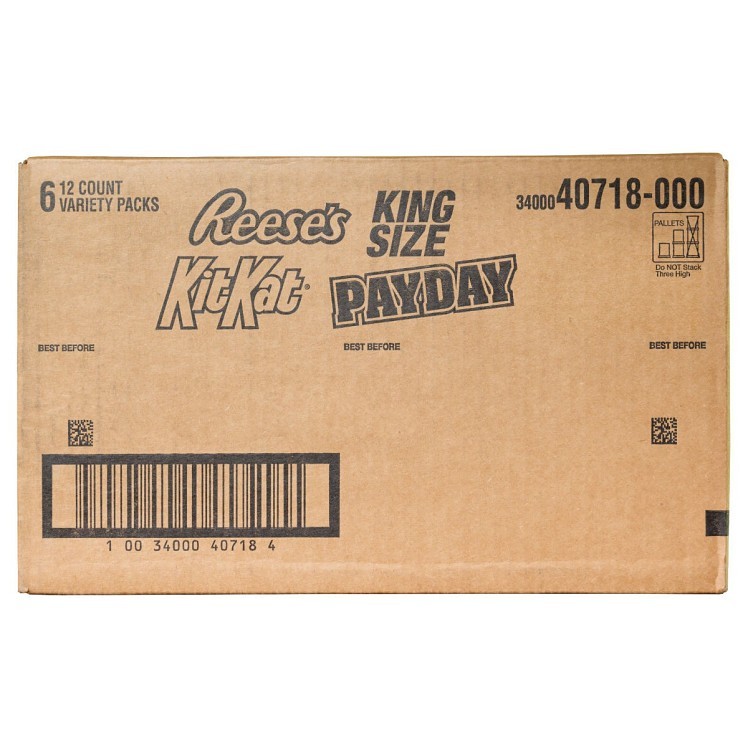 6 12 COUNT
VARIETY PACKS
Reese's
KING
SIZE
34000 40718-000
PALLETS
Do NOT Stack
Three High
KitKat®
PAYDAY
BEST BEFORE
BEST BEFORE
BEST BEFORE
1 00 34000 40718 4